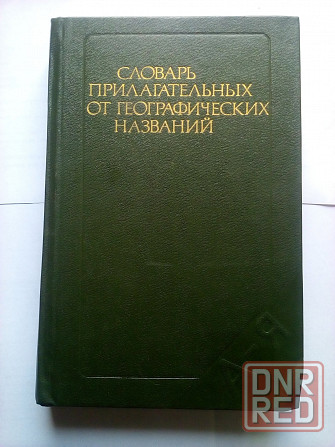 СЛОВАРЬ
ПРИЛАГАТЕЛЬНЫХ
ОТ ГЕОГРАФИЧЕСКИХ
НАЗВАНИЙ
DNR
RED